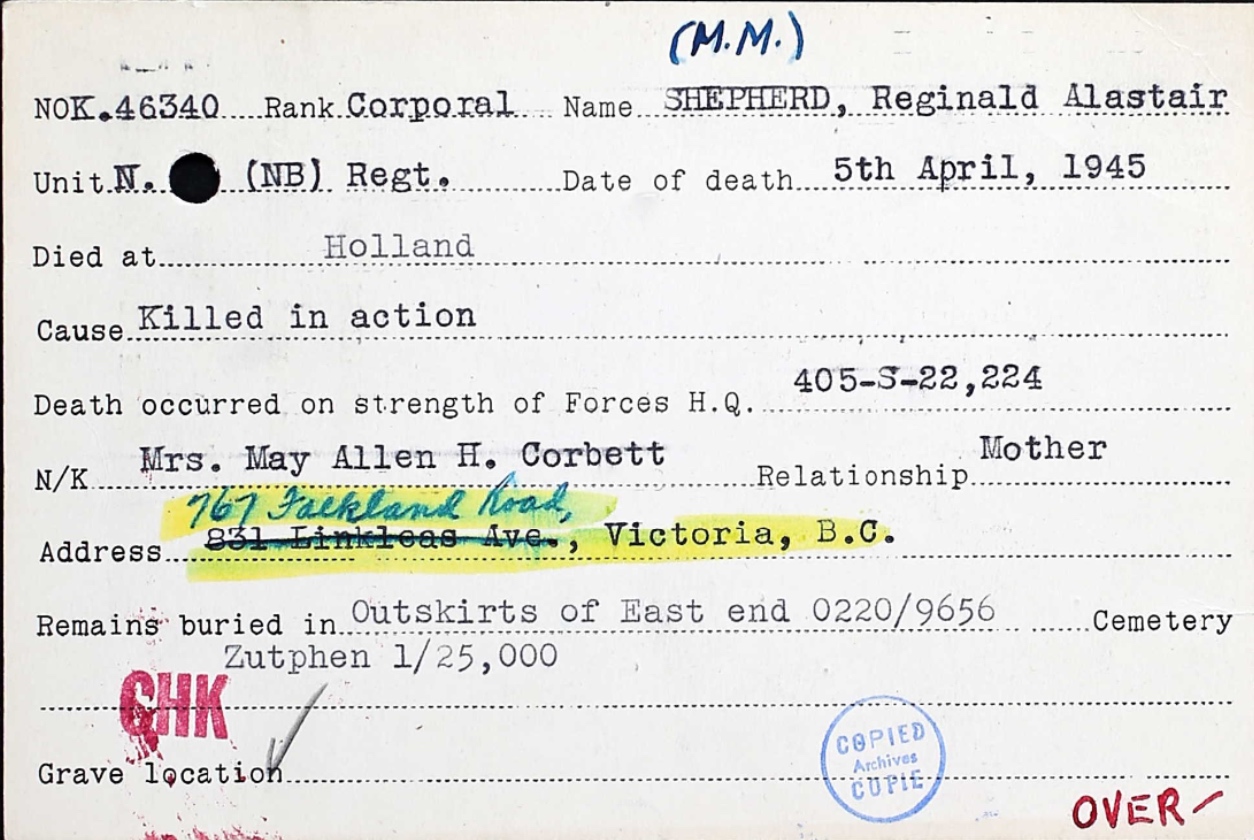 (M.M.)
NOK.46340 Rank Corporal Name SHEPHERD, Reginald Alastair
Unit N. (NB) Regt. Date of death 5th April, 1945
Died at Holland
Cause Killed in action
Death occurred on strength of Forces H.Q. 405-S-22,224
N/K Mrs. May Allen H. Corbett Relationship Mother
767 Falkland Road,
Address 831 Linkleas Ave., Victoria, B.C.
Remains buried in Outskirts of East end 0220/9656 Cemetery
Zutphen 1/25,000
CHK
Grave location
COPIED
Archives
COPIE
OVER